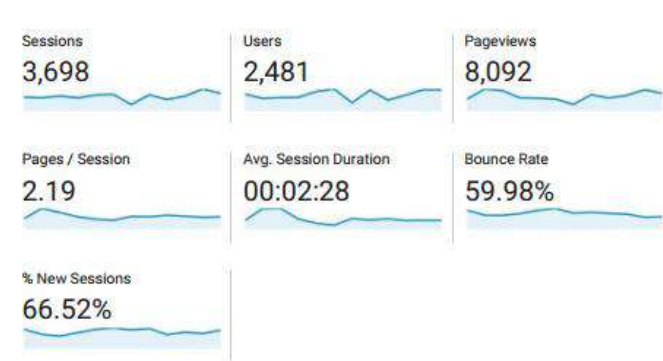 Sessions
3,698
Users
2,481
Pageviews
8,092
Pages / Session
2.19
Avg. Session Duration
00:02:28
Bounce Rate
59.98%
% New Sessions
66.52%